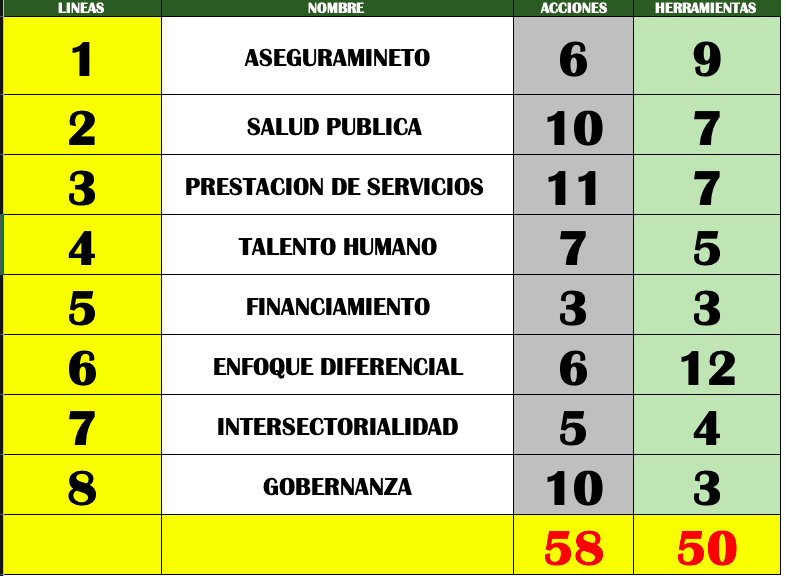 LINEAS NOMBRE ACCIONES HERRAMIENTAS
1 ASEGURAMINETO 6 9
2 SALUD PUBLICA 10 7
3 PRESTACION DE SERVICIOS 11 7
4 TALENTO HUMANO 7 5
5 FINANCIAMIENTO 3 3
6 ENFOQUE DIFERENCIAL 6 12
7 INTERSECTORIALIDAD 5 4
8 GOBERNANZA 10 3
58 50